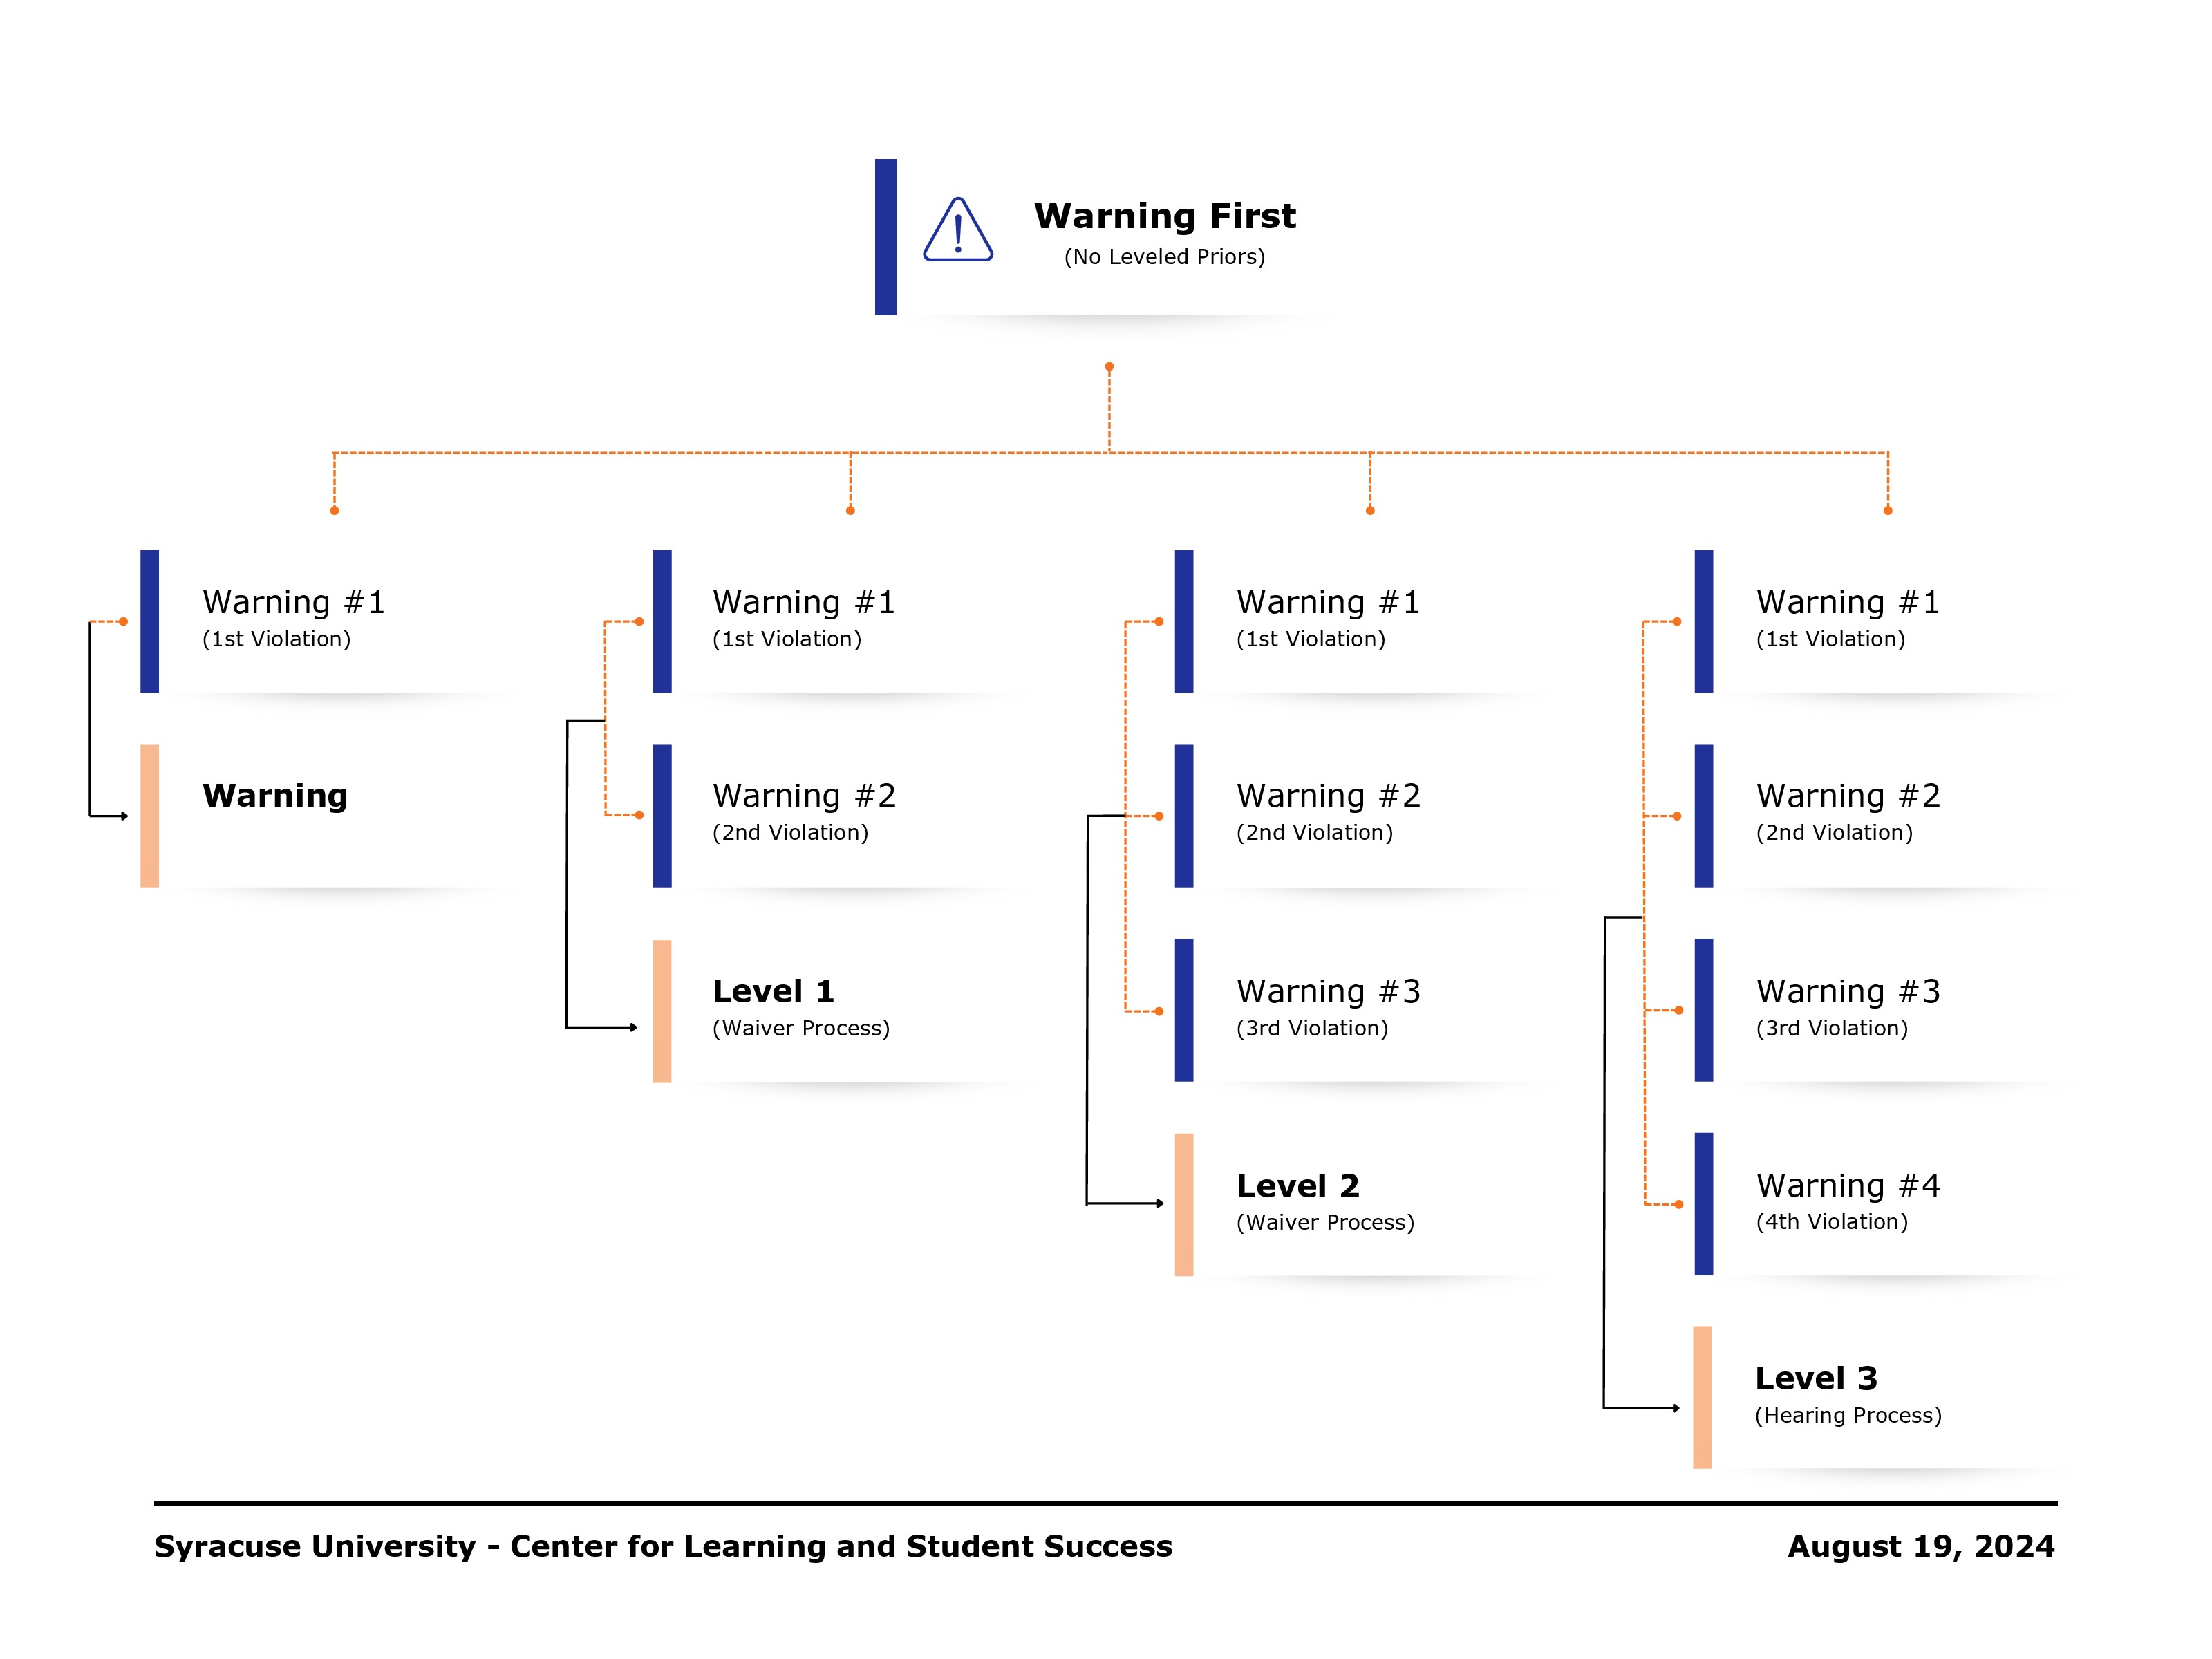 Warning First
(No Leveled Priors)
Warning #1
(1st Violation)
Warning
Warning #1
(1st Violation)
Warning #2
(2nd Violation)
Level 1
(Waiver Process)
Warning #1
(1st Violation)
Warning #2
(2nd Violation)
Warning #3
(3rd Violation)
Level 2
(Waiver Process)
Warning #1
(1st Violation)
Warning #2
(2nd Violation)
Warning #3
(3rd Violation)
Warning #4
(4th Violation)
Level 3
(Hearing Process)
Syracuse University - Center for Learning and Student Success
August 19, 2024